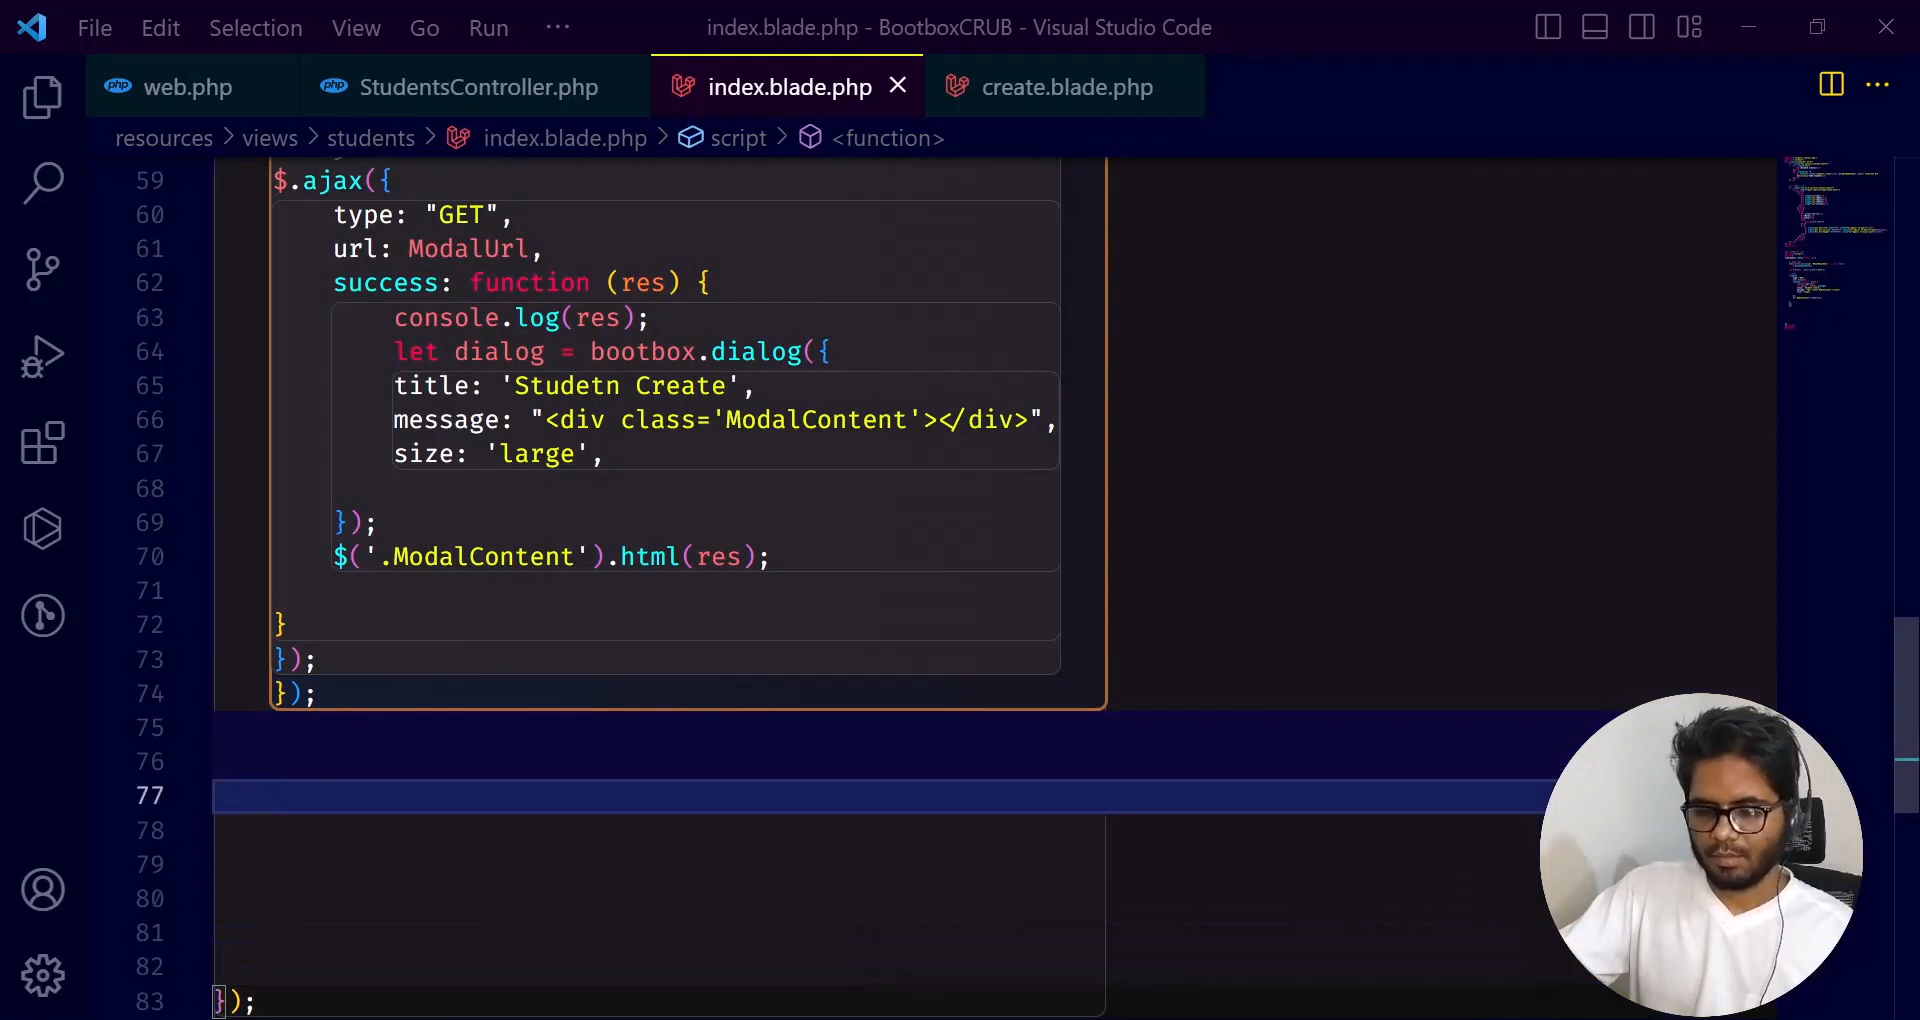 File Edit Selection View Go Run ··· index.blade.php - BootboxCRUB - Visual Studio Code
php web.php php StudentsController.php index.blade.php create.blade.php
resources > views > students > index.blade.php > script > <function>
59 $.ajax({
60 type: "GET",
61 url: ModalUrl,
62 success: function (res) {
63 console.log(res);
64 let dialog = bootbox.dialog({
65 title: 'Studetn Create',
66 message: "<div class='ModalContent'></div>",
67 size: 'large',
68
69 });
70 $('.ModalContent').html(res);
71
72 }
73 });
74 });
75
76
77
78
79
80
81
82
83 });